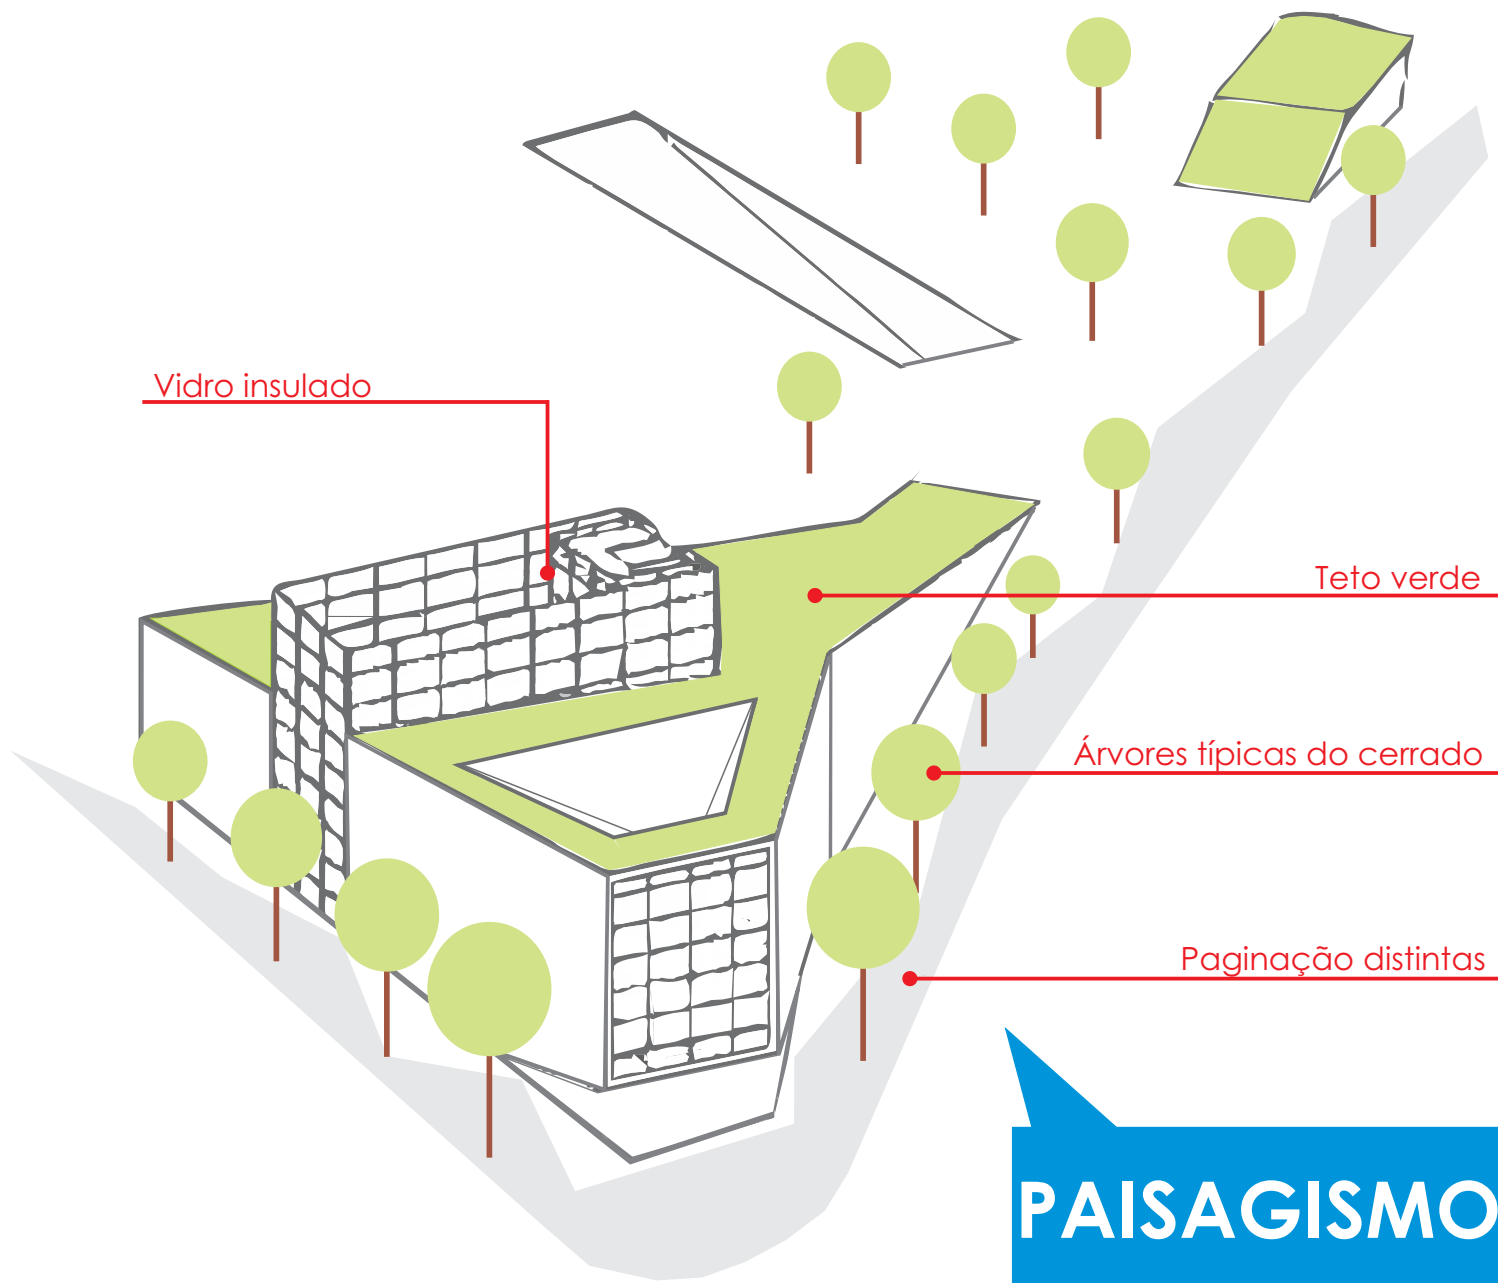 Vidro insulado
Teto verde
Árvores típicas do cerrado
Paginação distintas
PAISAGISMO